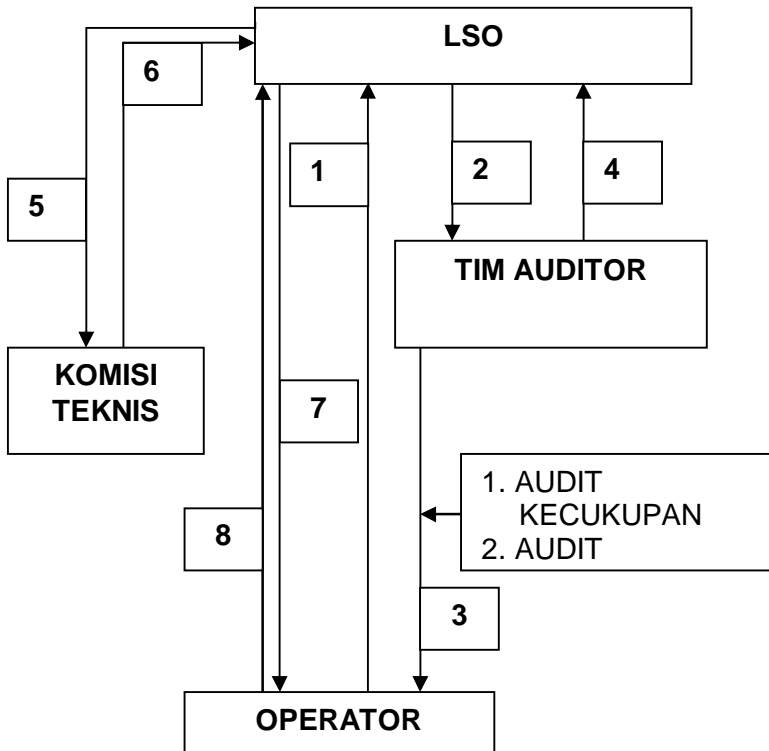 LSO
6
1
2
4
5
TIM AUDITOR
KOMISI
TEKNIS
7
1. AUDIT
KECUKUPAN
2. AUDIT
8
3
OPERATOR